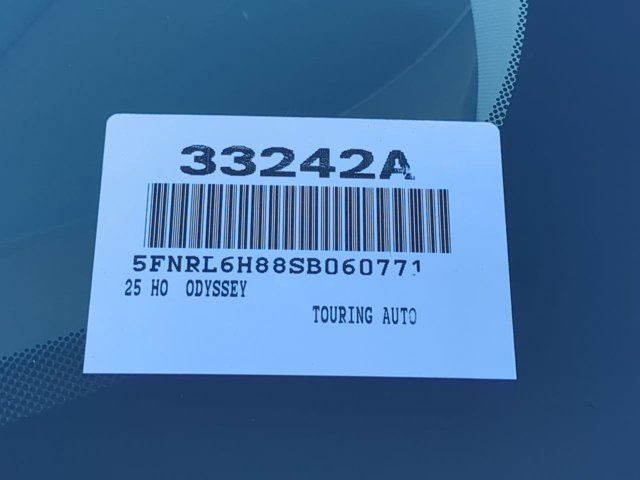 33242A
5FNRL6H88SB060771
25 HO ODYSSEY
TOURING AUTO